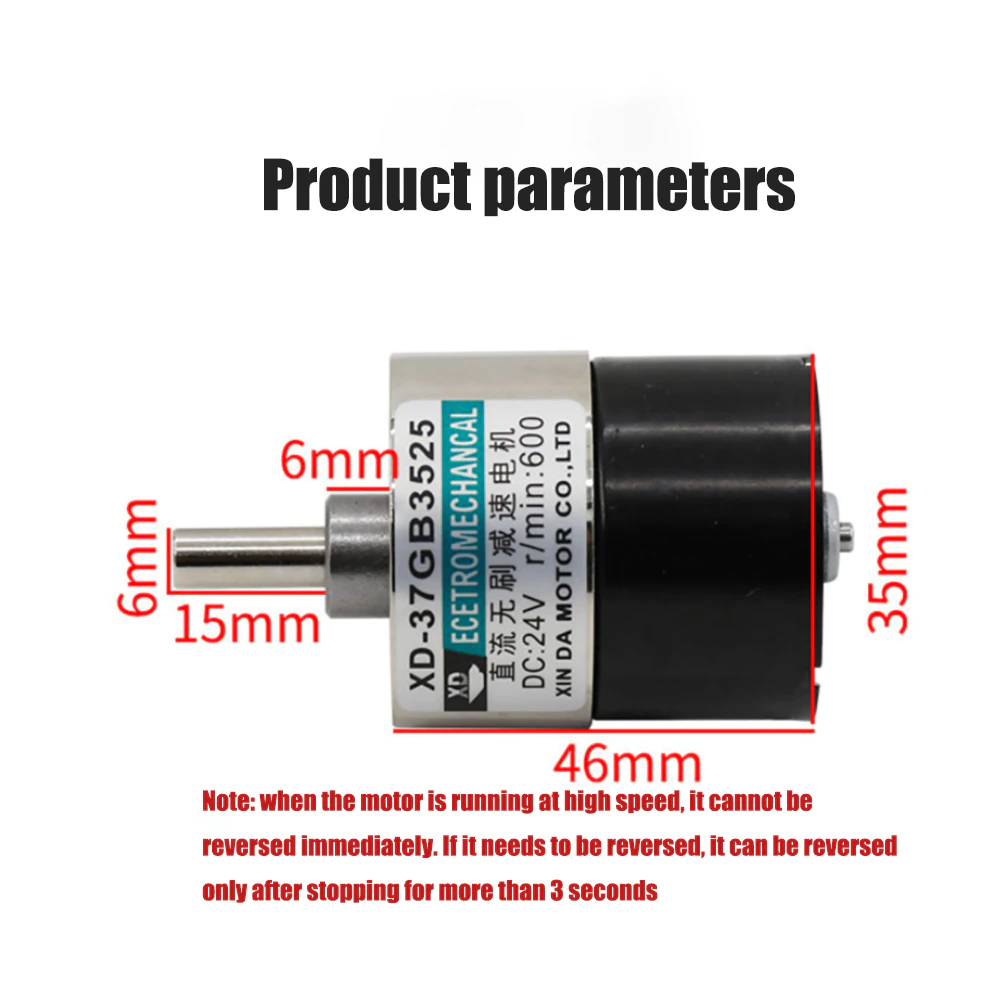 Product parameters
6mm
6mm
15mm
35mm
46mm
XD-37GB3525
XD ECETROMECHANCAL
直流无刷减速电机
DC:24V r/min:600
XIN DA MOTOR CO.,LTD
Note: when the motor is running at high speed, it cannot be
reversed immediately. If it needs to be reversed, it can be reversed
only after stopping for more than 3 seconds